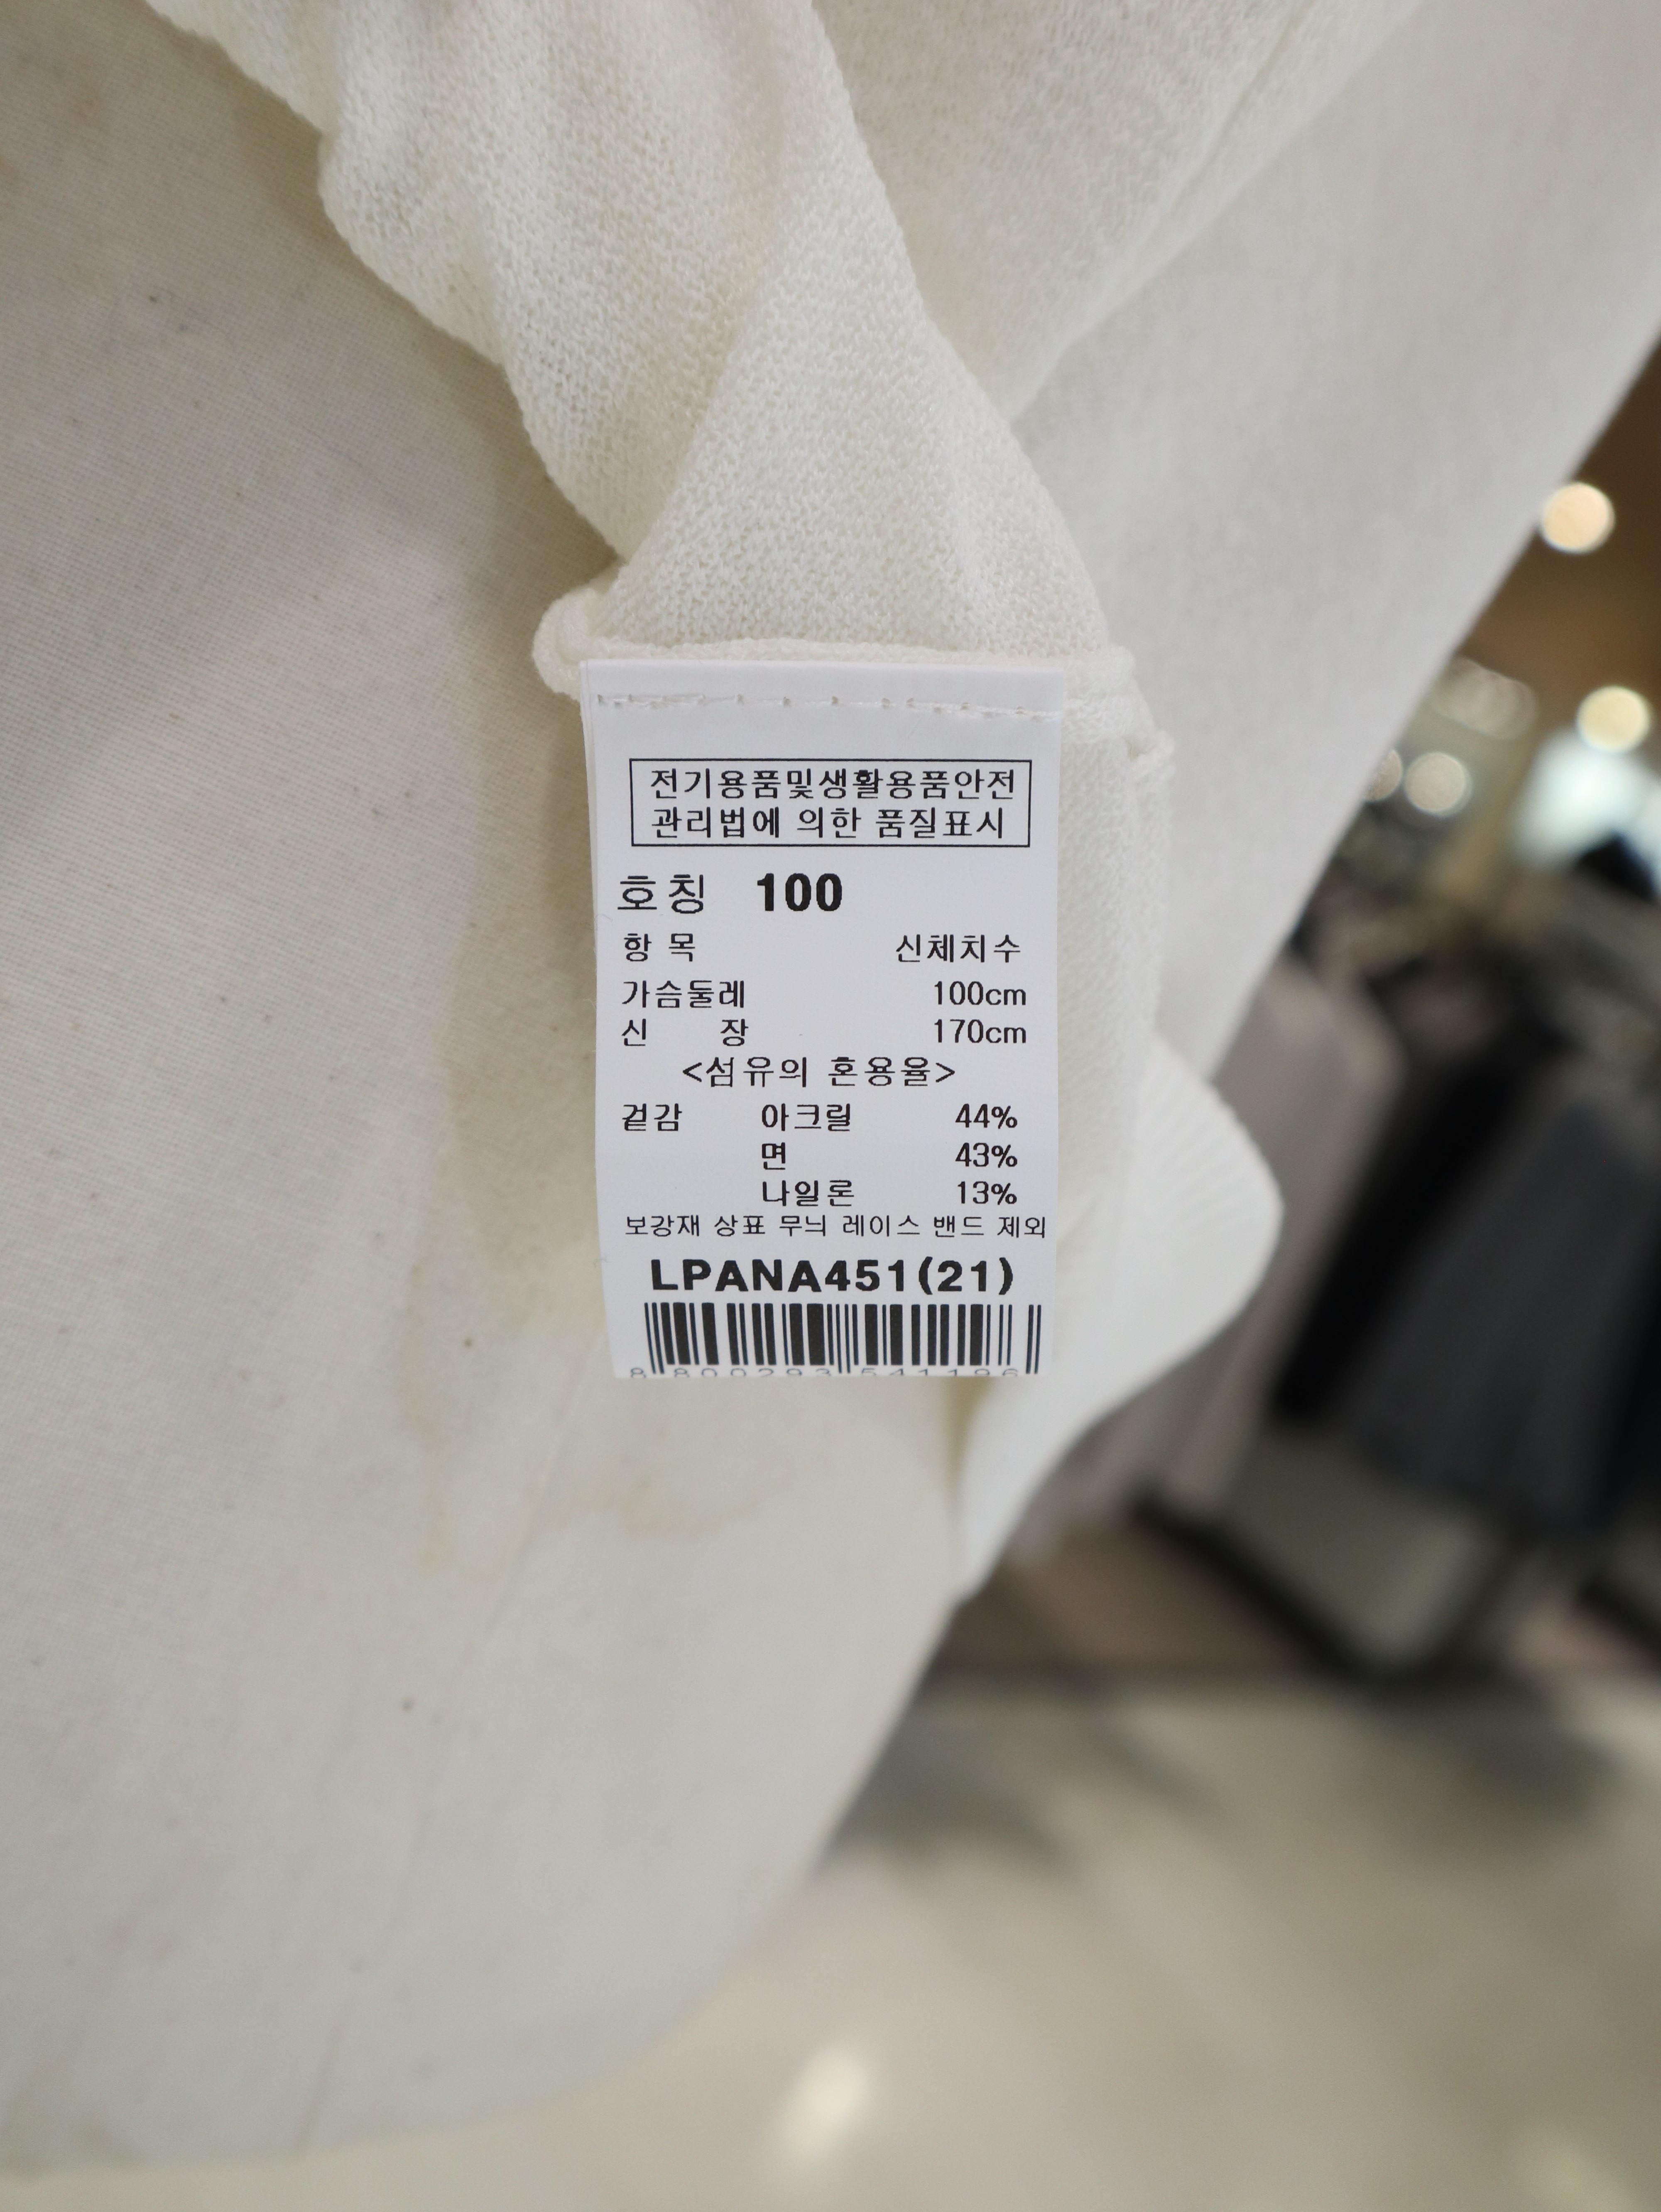 전기용품및생활용품안전
관리법에 의한 품질표시
호칭 100
항 목 신체치수
가슴둘레 100cm
신 장 170cm
<섬유의 혼용율>
겉감 아크릴 44%
면 43%
나일론 13%
보강재 상표 무늬 레이스 밴드 제외
LPANA451(21)
8 800293 541196